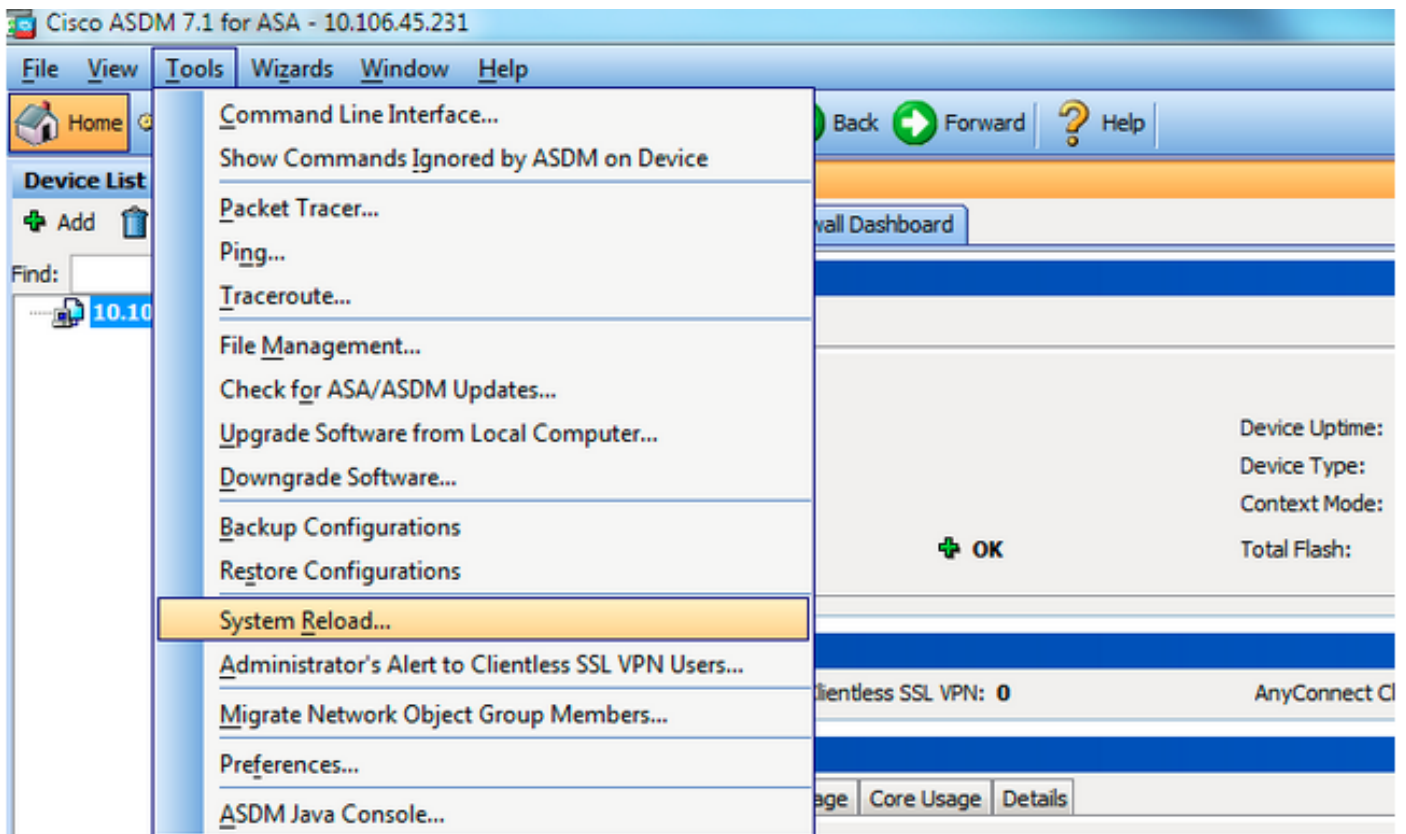 Cisco ASDM 7.1 for ASA - 10.106.45.231
File View Tools Wizards Window Help
Home
Back Forward Help
Device List
Add
Find:
10.10
Command Line Interface...
Show Commands Ignored by ASDM on Device
Packet Tracer...
Ping...
Traceroute...
File Management...
Check for ASA/ASDM Updates...
Upgrade Software from Local Computer...
Downgrade Software...
Backup Configurations
Restore Configurations
System Reload...
Administrator's Alert to Clientless SSL VPN Users...
Migrate Network Object Group Members...
Preferences...
ASDM Java Console...
wall Dashboard
Device Uptime:
Device Type:
Context Mode:
OK
Total Flash:
lientless SSL VPN: 0
AnyConnect Cl
age Core Usage Details